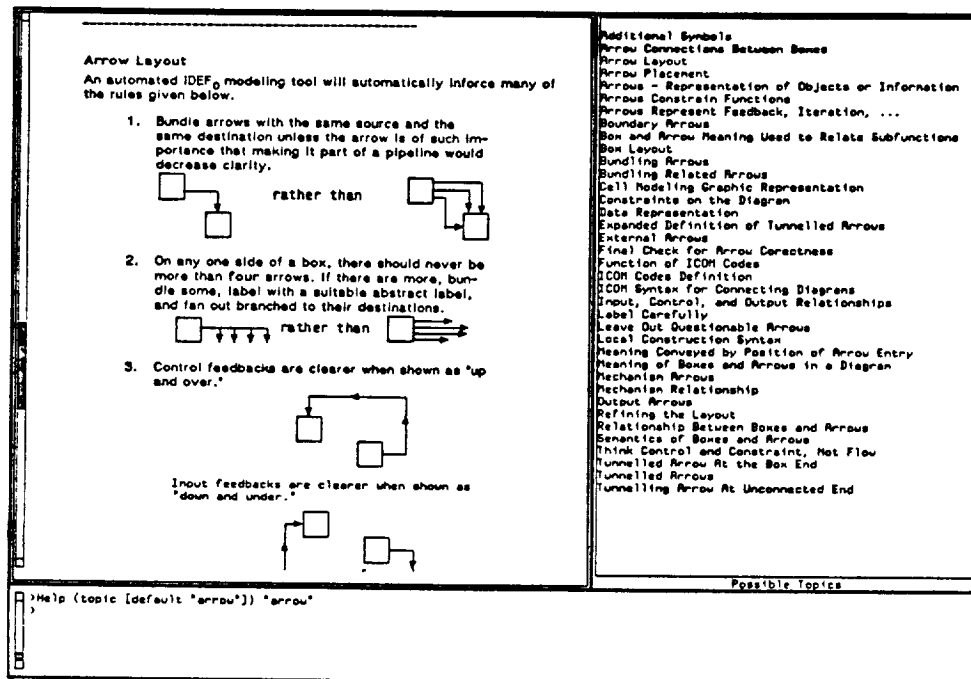 Arrow Layout
An automated IDEF0 modeling tool will automatically inforce many of
the rules given below.
1. Bundle arrows with the same source and the
same destination unless the arrow is of such im-
portance that making it part of a pipeline would
decrease clarity.
rather than
2. On any one side of a box, there should never be
more than four arrows. If there are more, bun-
dle some, label with a suitable abstract label,
and fan out branched to their destinations.
rather than
3. Control feedbacks are clearer when shown as "up
and over."
Input feedbacks are clearer when shown as
"down and under."
Additional Symbols
Arrow Connections Between Boxes
Arrow Layout
Arrow Placement
Arrows - Representation of Objects or Information
Arrows Constrain Functions
Arrows Represent Feedback, Iteration, ...
Boundary Arrows
Box and Arrow Meaning Used to Relate Subfunctions
Box Layout
Bundling Arrows
Bundling Related Arrows
Cell Modeling Graphic Representation
Constraints on the Diagram
Data Representation
Expanded Definition of Tunnelled Arrows
External Arrows
Final Check for Arrow Corectness
Function of ICOM Codes
ICOM Codes Definition
ICOM Syntax for Connecting Diagrams
Input, Control, and Output Relationships
Label Carefully
Leave Out Questionable Arrows
Local Construction Syntax
Meaning Conveyed by Position of Arrow Entry
Meaning of Boxes and Arrows in a Diagram
Mechanism Arrows
Mechanism Relationship
Output Arrows
Refining the Layout
Relationship Between Boxes and Arrows
Semantics of Boxes and Arrows
Think Control and Constraint, Not Flow
Tunnelled Arrow At the Box End
Tunnelled Arrows
Tunnelling Arrow At Unconnected End
Possible Topics
>Help (topic [default "arrow"]) "arrow"
>